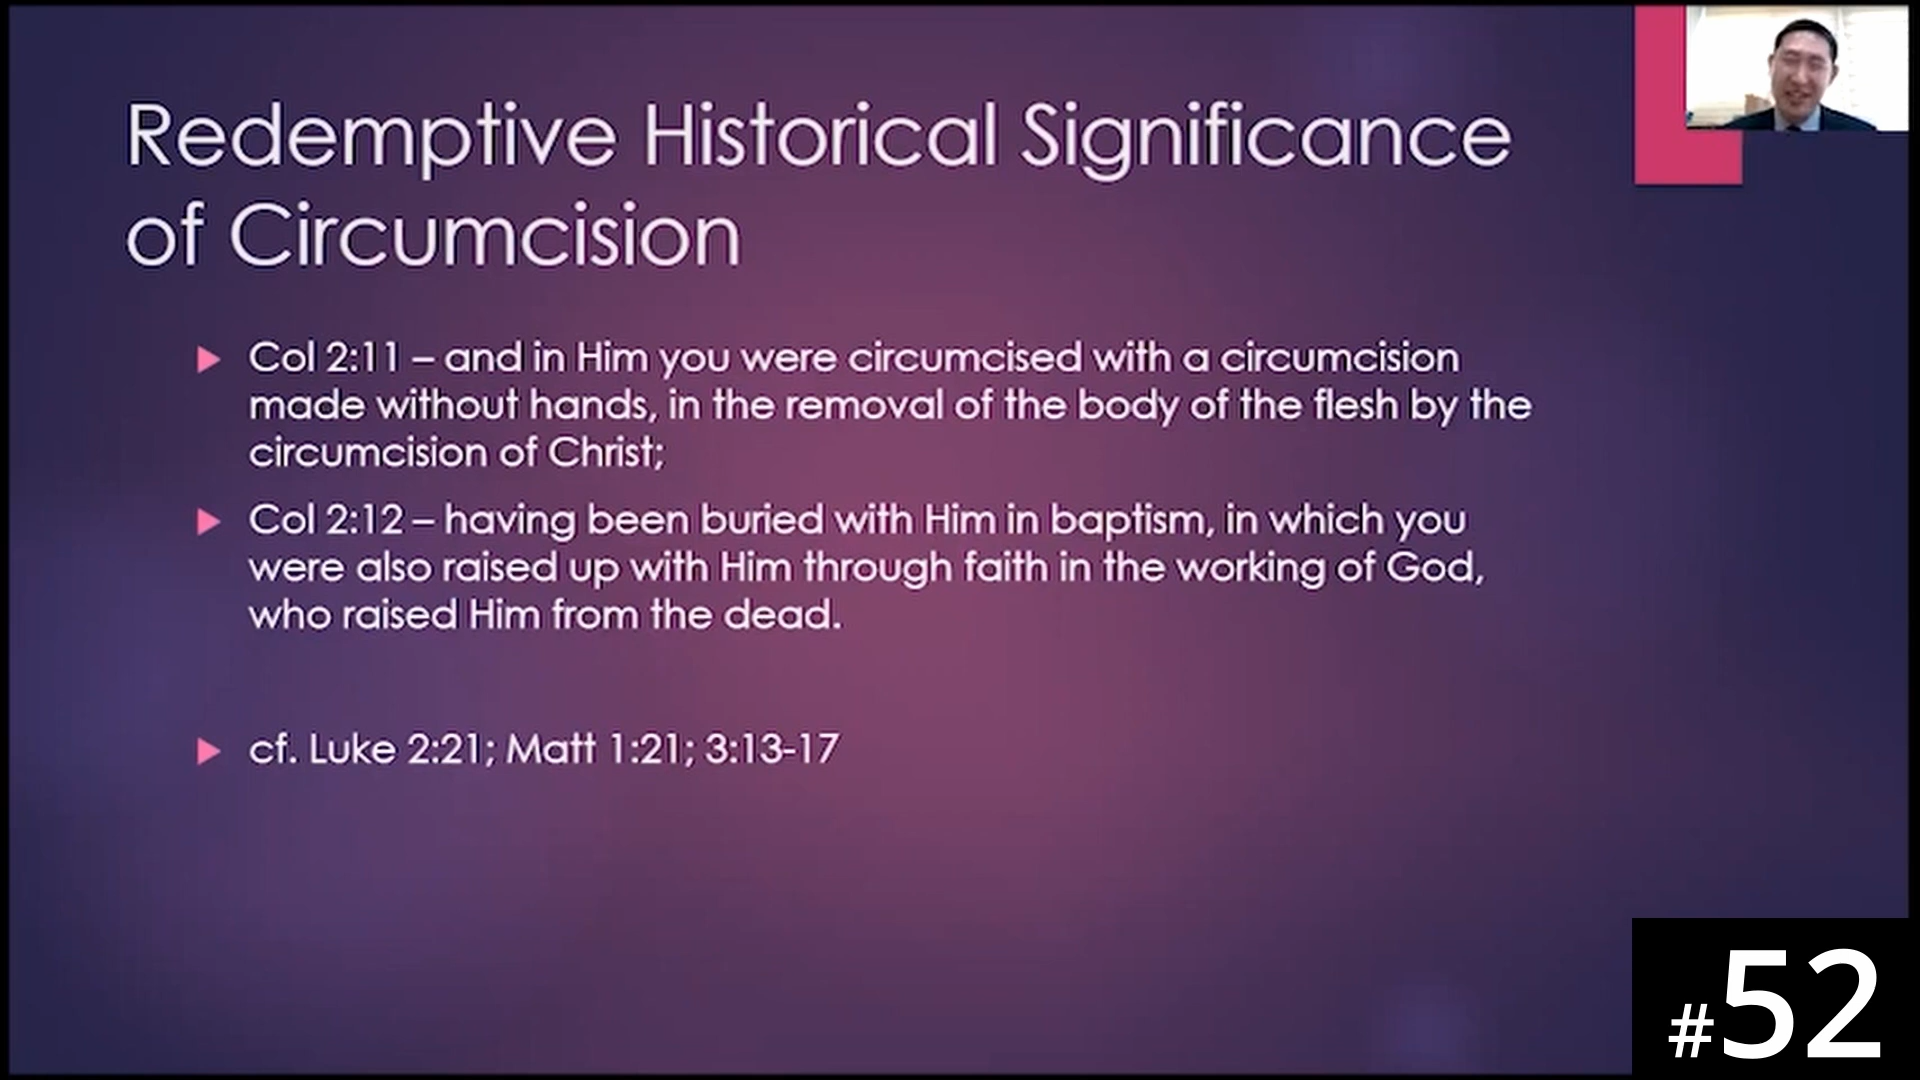 Redemptive Historical Significance
of Circumcision
Col 2:11 – and in Him you were circumcised with a circumcision
made without hands, in the removal of the body of the flesh by the
circumcision of Christ;
Col 2:12 – having been buried with Him in baptism, in which you
were also raised up with Him through faith in the working of God,
who raised Him from the dead.
cf. Luke 2:21; Matt 1:21; 3:13-17
#52